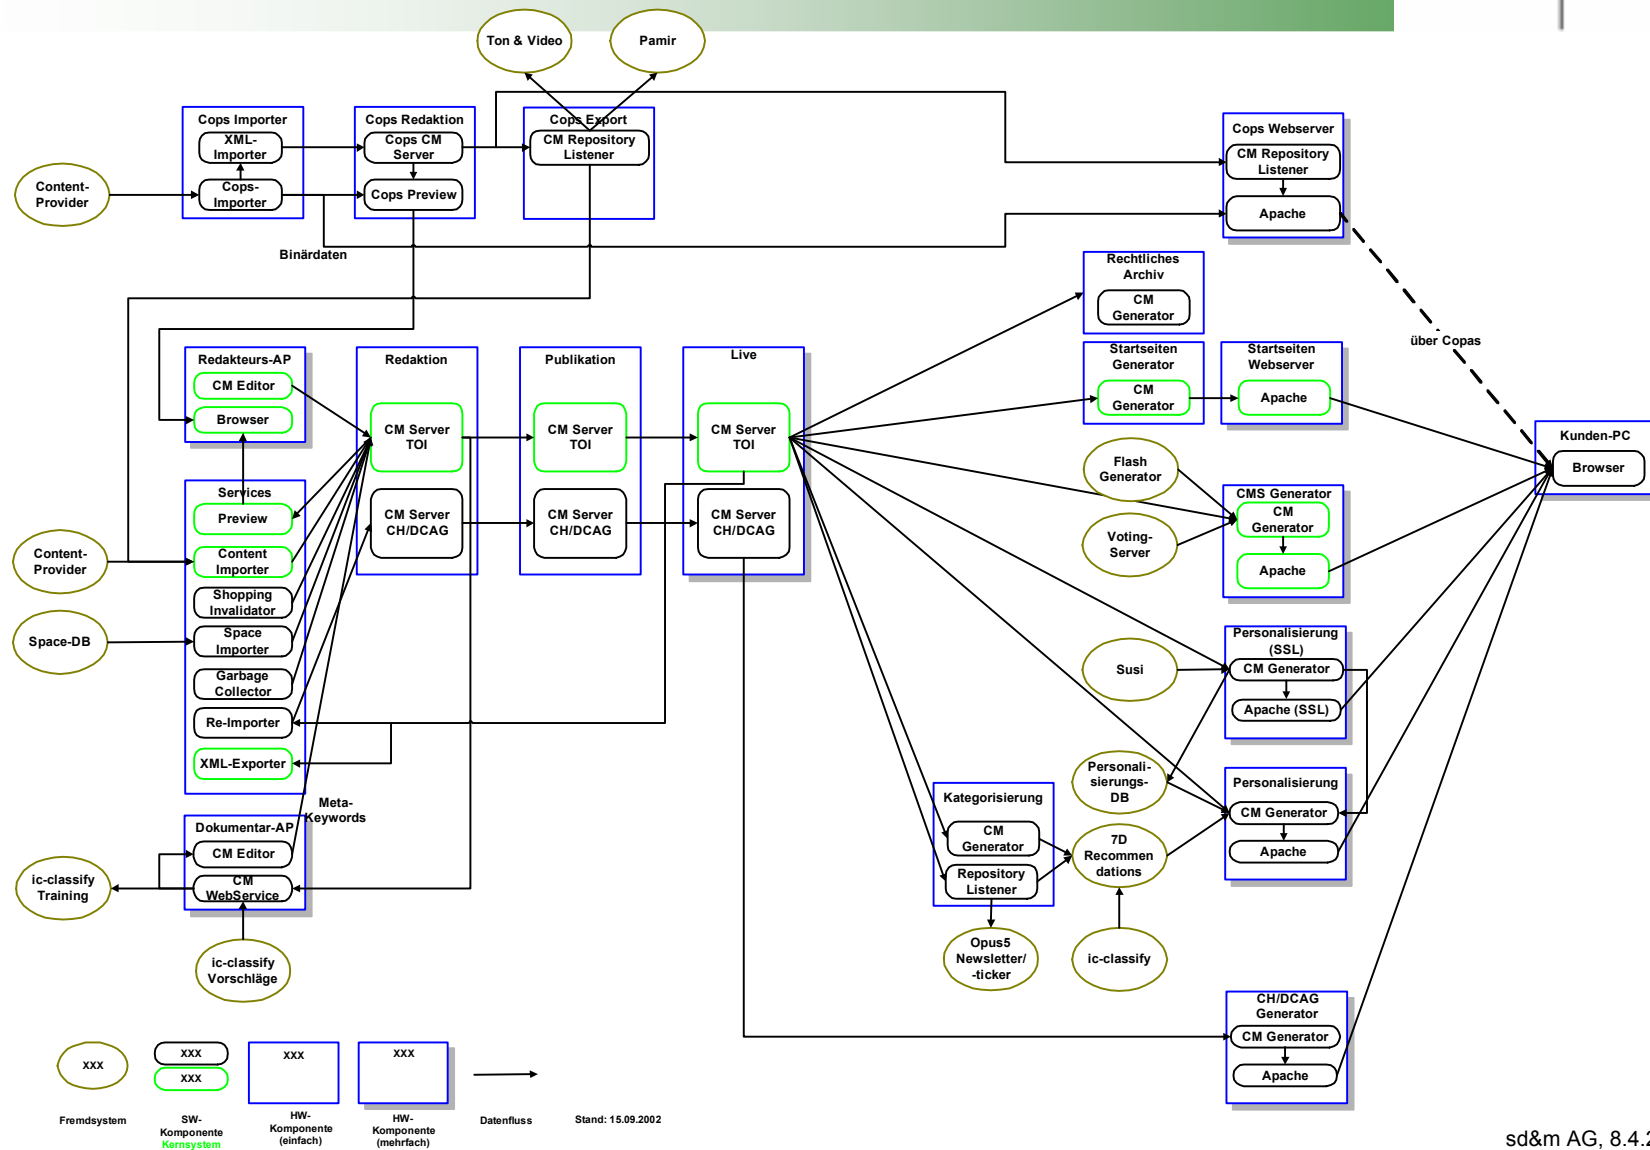 Ton & Video
Pamir
Cops Importer
XML-
Importer
Cops-
Importer
Cops Redaktion
Cops CM
Server
Cops Preview
Cops Export
CM Repository
Listener
Cops Webserver
CM Repository
Listener
Apache
Content-
Provider
Binärdaten
Rechtliches
Archiv
CM
Generator
über Copas
Redakteurs-AP
CM Editor
Browser
Redaktion
CM Server
TOI
CM Server
CH/DCAG
Publikation
CM Server
TOI
CM Server
CH/DCAG
Live
CM Server
TOI
CM Server
CH/DCAG
Startseiten
Generator
CM
Generator
Startseiten
Webserver
Apache
Kunden-PC
Browser
Flash
Generator
Voting-
Server
CMS Generator
CM
Generator
Apache
Services
Preview
Content
Importer
Shopping
Invalidator
Space
Importer
Garbage
Collector
Re-Importer
XML-Exporter
Content-
Provider
Space-DB
Susi
Personalisierung
(SSL)
CM Generator
Apache (SSL)
Personali-
sierungs-
DB
Personalisierung
CM Generator
Apache
Kategorisierung
CM
Generator
Repository
Listener
7D
Recommen
dations
Meta-
Keywords
Dokumentar-AP
CM Editor
CM
WebService
ic-classify
Training
ic-classify
Vorschläge
Opus5
Newsletter/
-ticker
ic-classify
CH/DCAG
Generator
CM Generator
Apache
xxx
xxx
xxx
xxx
xxx
Fremdsystem
SW-
Komponente
Kernsystem
HW-
Komponente
(einfach)
HW-
Komponente
(mehrfach)
Datenfluss
Stand: 15.09.2002
sd&m AG, 8.4.2